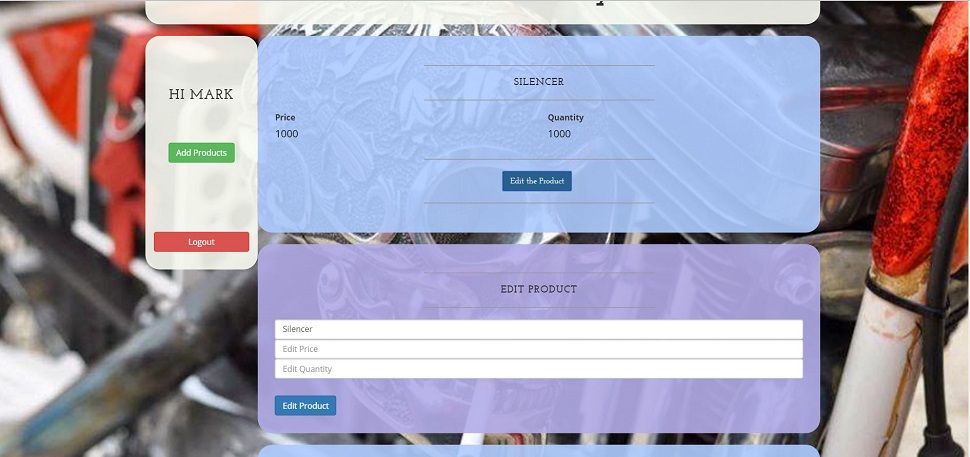 HI MARK
Add Products
Logout
SILENCER
Price
1000
Quantity
1000
Edit the Product
EDIT PRODUCT
Silencer
Edit Price
Edit Quantity
Edit Product